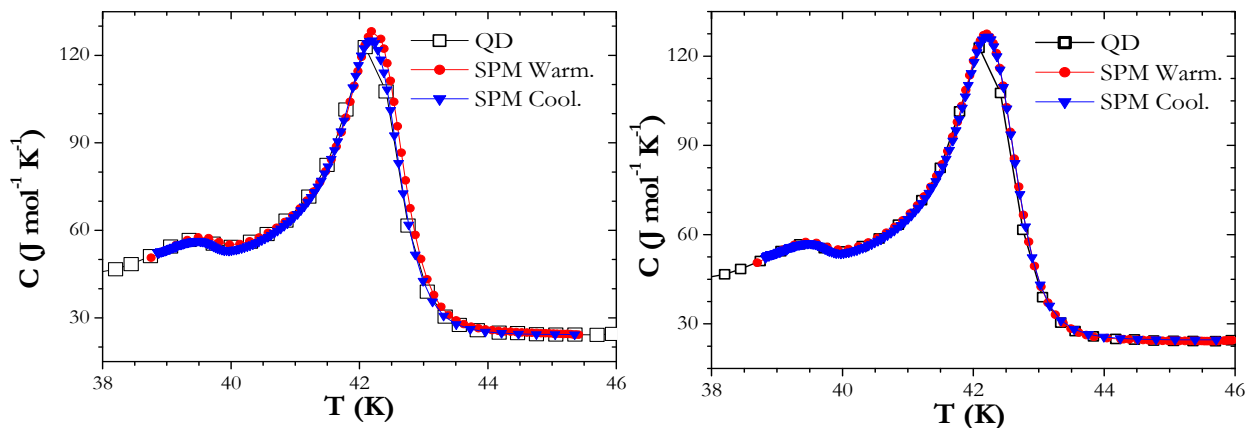 C (J mol⁻¹ K⁻¹)
120
90
60
30
QD
SPM Warm.
SPM Cool.
38
40
42
44
46
T (K)
C (J mol⁻¹ K⁻¹)
120
90
60
30
QD
SPM Warm.
SPM Cool.
38
40
42
44
46
T (K)